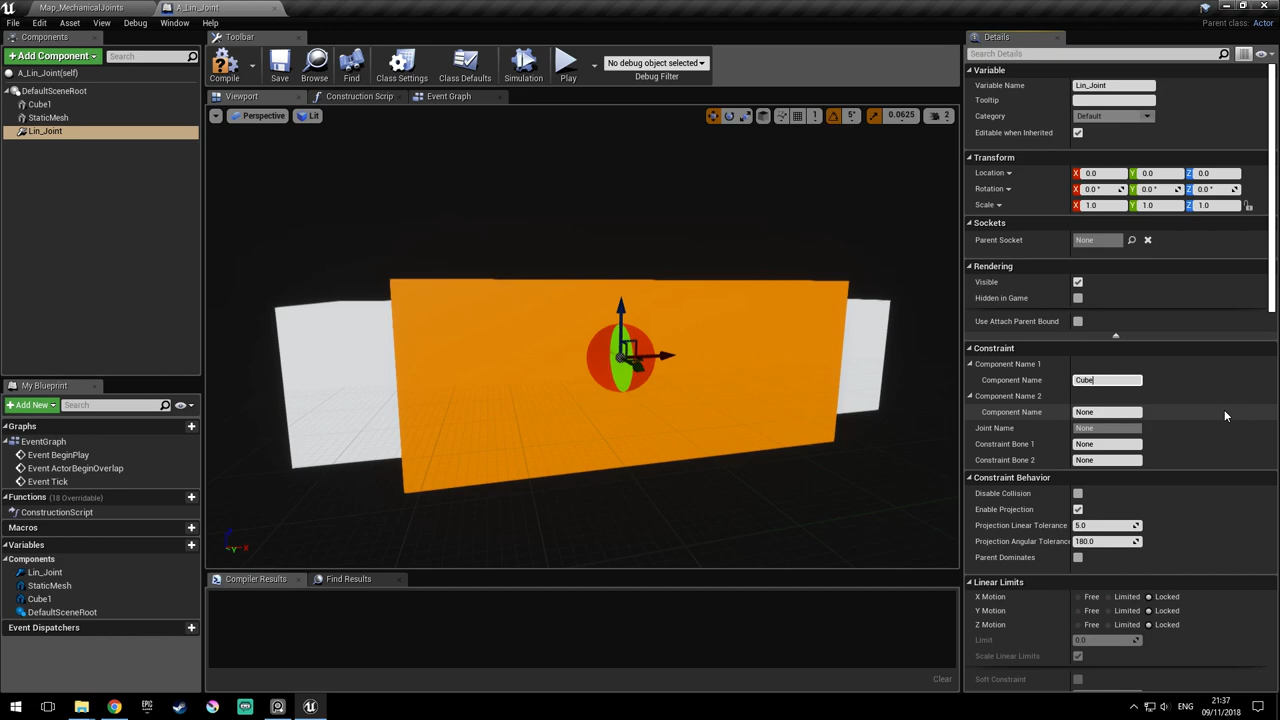 Map_MechanicalJoints
A_Lin_Joint
File Edit Asset View Debug Window Help
Parent class: Actor
Components
+Add Component
Search
A_Lin_Joint(self)
DefaultSceneRoot
Cube1
StaticMesh
Lin_Joint
My Blueprint
+Add New
Search
Graphs
EventGraph
Event BeginPlay
Event ActorBeginOverlap
Event Tick
Functions (18 Overridable)
ConstructionScript
Macros
Variables
Components
Lin_Joint
StaticMesh
Cube1
DefaultSceneRoot
Event Dispatchers
Toolbar
Compile Save Browse Find Class Settings Class Defaults Simulation Play
No debug object selected
Debug Filter
Viewport Construction Scrip Event Graph
Perspective Lit
1 5° 0.0625 2
Y X
Compiler Results Find Results
Clear
Details
Search Details
Variable
Variable Name Lin_Joint
Tooltip
Category Default
Editable when Inherited
Transform
Location X 0.0 Y 0.0 Z 0.0
Rotation X 0.0 ° Y 0.0 ° Z 0.0 °
Scale X 1.0 Y 1.0 Z 1.0
Sockets
Parent Socket None
Rendering
Visible
Hidden in Game
Use Attach Parent Bound
Constraint
Component Name 1
Component Name Cube
Component Name 2
Component Name None
Joint Name None
Constraint Bone 1 None
Constraint Bone 2 None
Constraint Behavior
Disable Collision
Enable Projection
Projection Linear Tolerance 5.0
Projection Angular Toleranc 180.0
Parent Dominates
Linear Limits
X Motion Free Limited Locked
Y Motion Free Limited Locked
Z Motion Free Limited Locked
Limit 0.0
Scale Linear Limits
Soft Constraint
ENG
21:37
09/11/2018